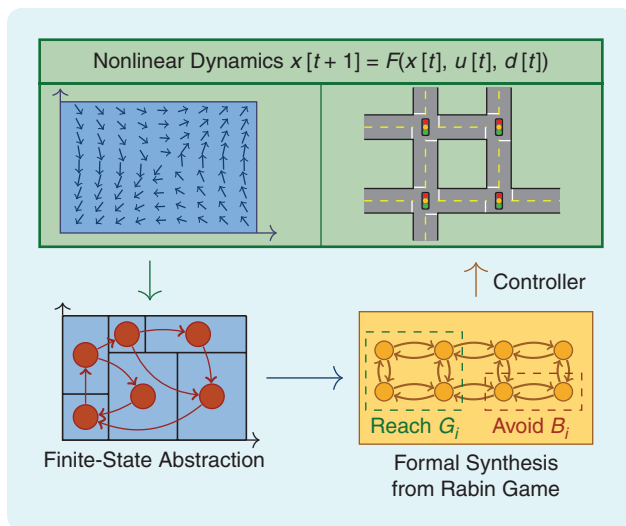 Nonlinear Dynamics x [t + 1] = F(x [t], u [t], d [t])
Controller
Reach G_i
Avoid B_i
Finite-State Abstraction
Formal Synthesis
from Rabin Game